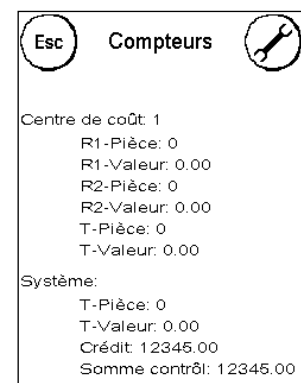 Esc Compteurs
Centre de coût: 1
R1-Pièce: 0
R1-Valeur: 0.00
R2-Pièce: 0
R2-Valeur: 0.00
T-Pièce: 0
T-Valeur: 0.00
Système:
T-Pièce: 0
T-Valeur: 0.00
Crédit: 12345.00
Somme contrôl: 12345.00